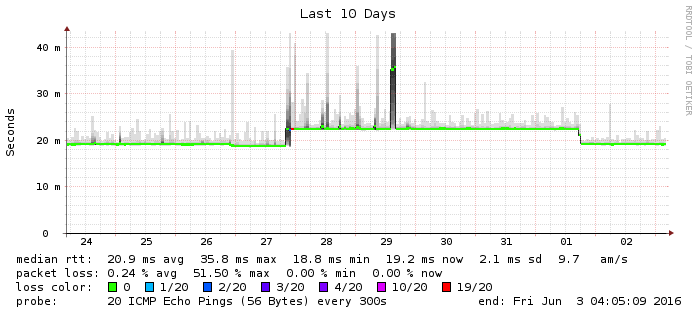 Last 10 Days
RRDTOOL / TOBI OETIKER
Seconds
40 m
30 m
20 m
10 m
0
24 25 26 27 28 29 30 31 01 02
median rtt: 20.9 ms avg 35.8 ms max 18.8 ms min 19.2 ms now 2.1 ms sd 9.7 am/s
packet loss: 0.24 % avg 51.50 % max 0.00 % min 0.00 % now
loss color: 0 1/20 2/20 3/20 4/20 10/20 19/20
probe: 20 ICMP Echo Pings (56 Bytes) every 300s end: Fri Jun 3 04:05:09 2016